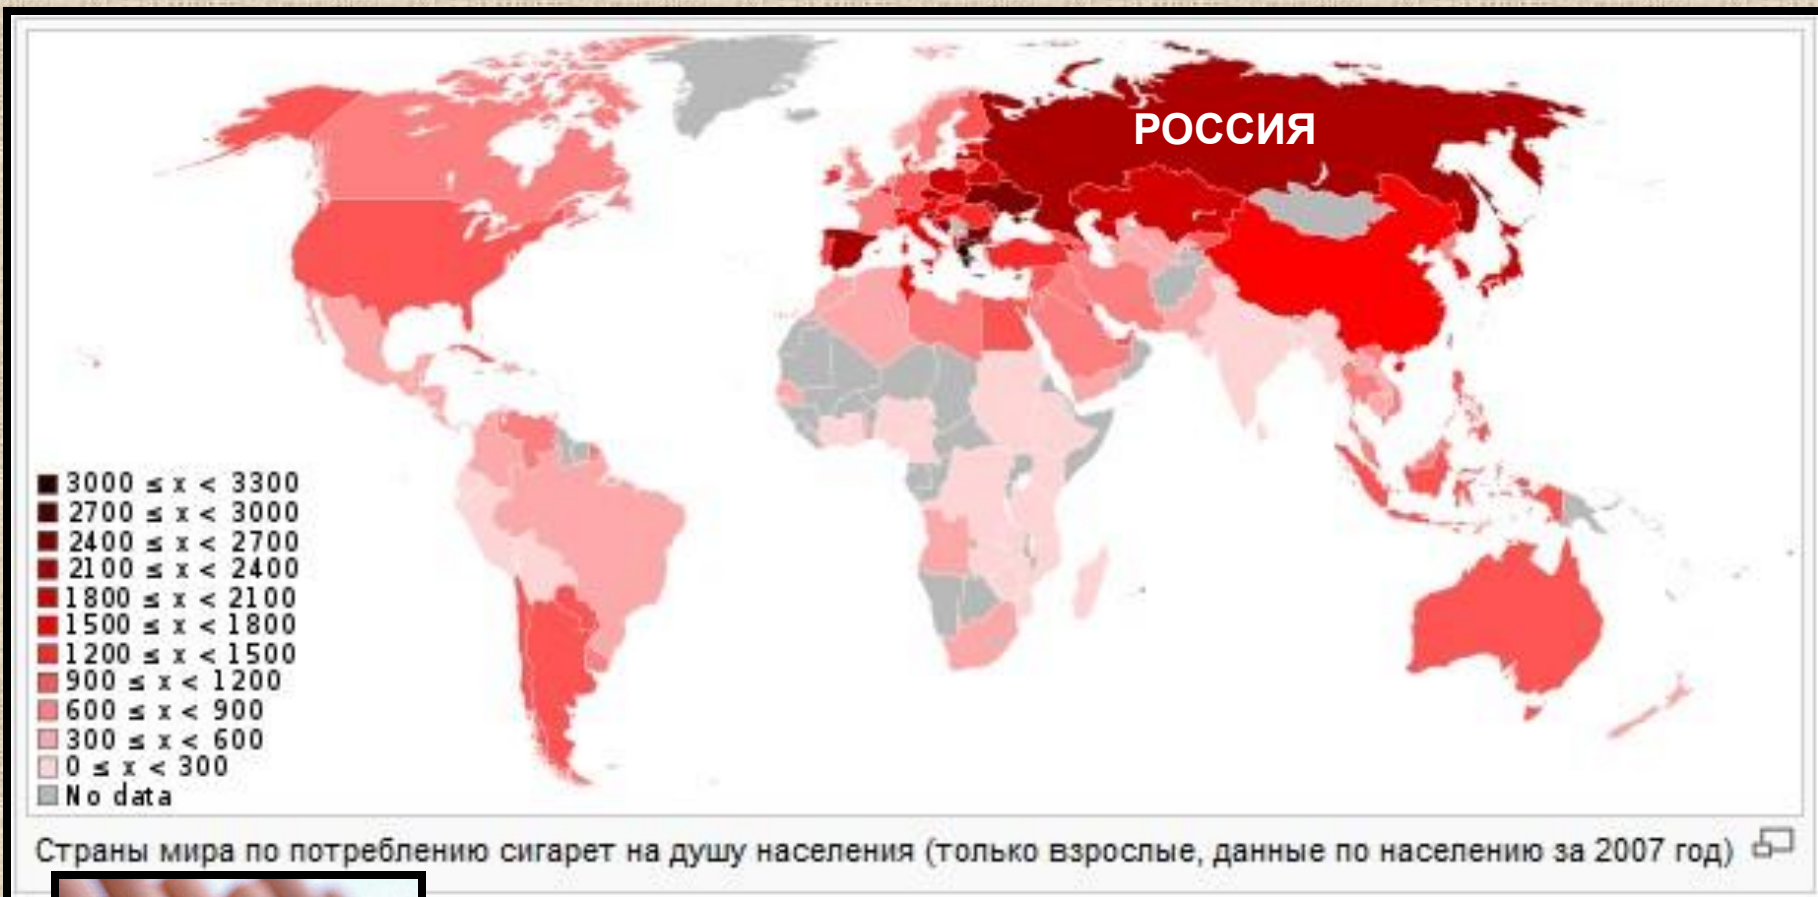 РОССИЯ
3000 ≤ x < 3300
2700 ≤ x < 3000
2400 ≤ x < 2700
2100 ≤ x < 2400
1800 ≤ x < 2100
1500 ≤ x < 1800
1200 ≤ x < 1500
900 ≤ x < 1200
600 ≤ x < 900
300 ≤ x < 600
0 ≤ x < 300
No data
Страны мира по потреблению сигарет на душу населения (только взрослые, данные по населению за 2007 год)